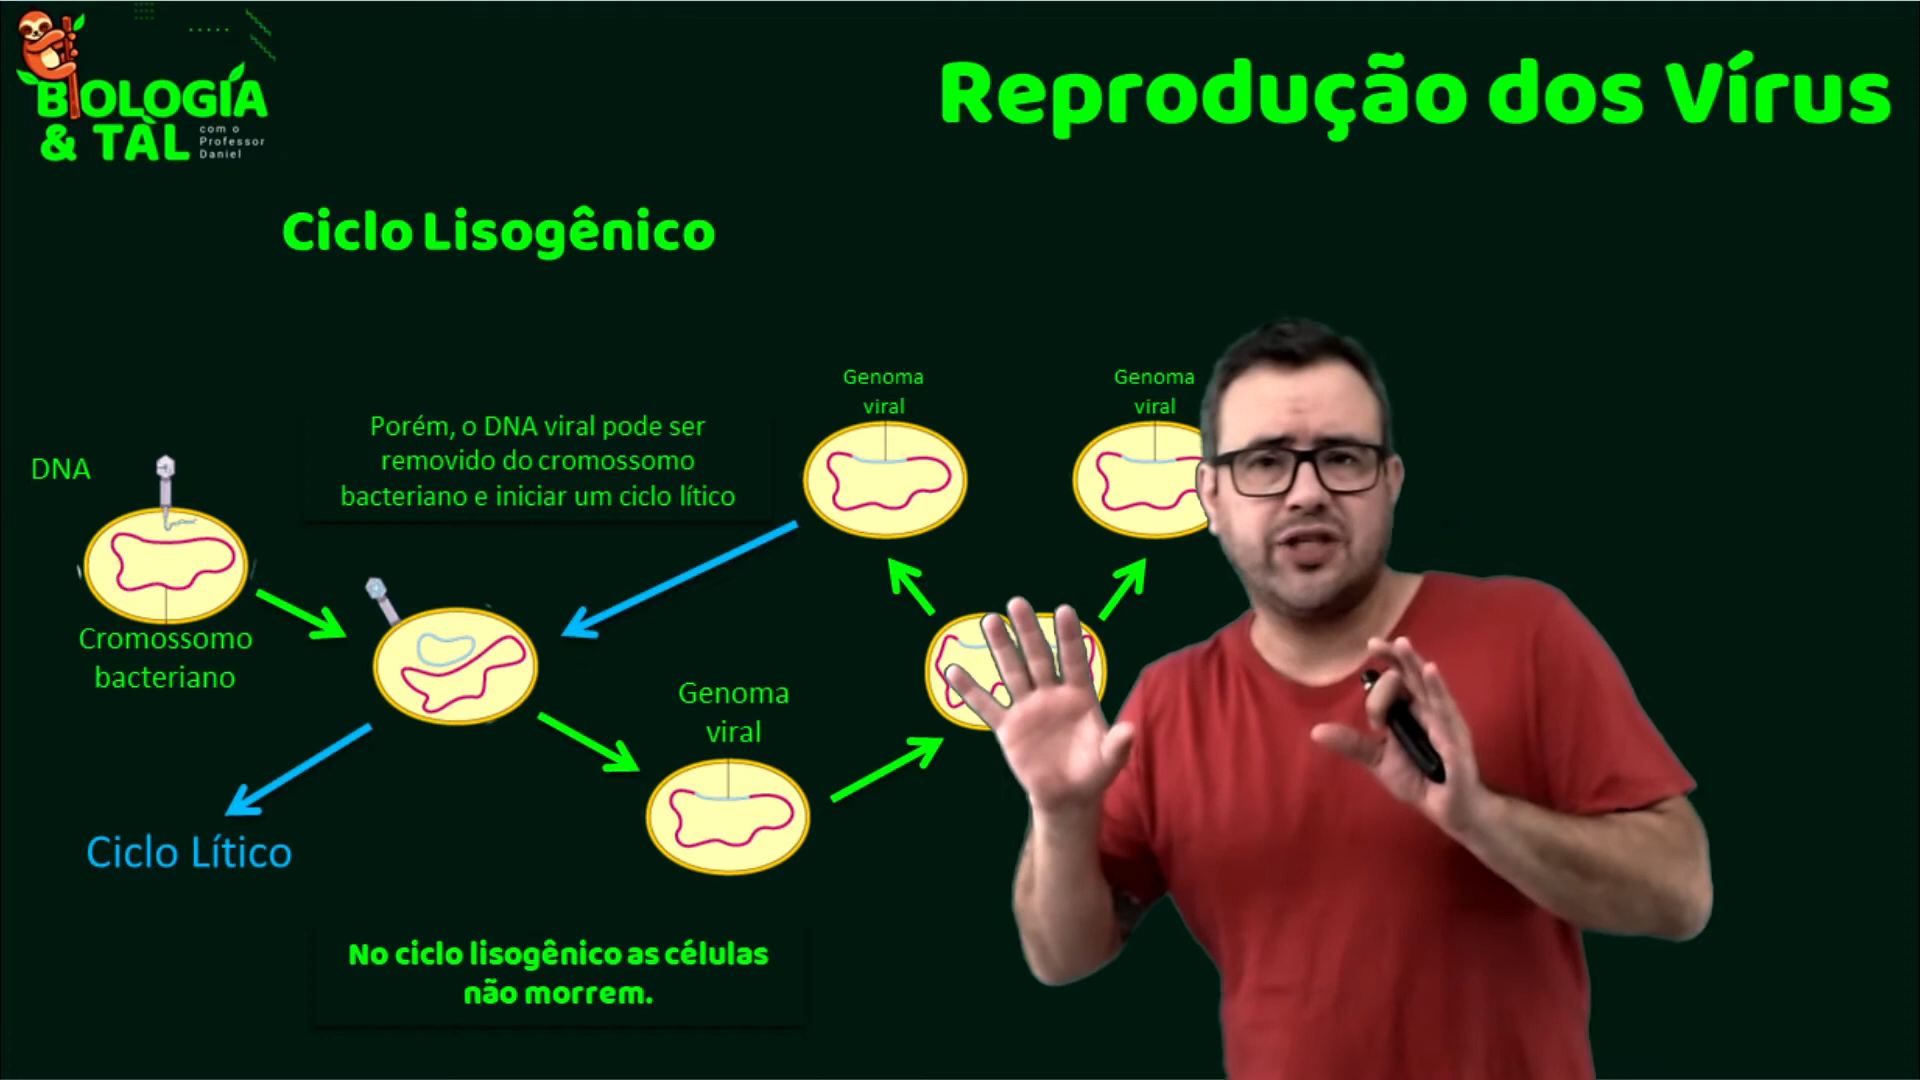 BIOLOGIA
& TAL
com o
Professor
Daniel
Reprodução dos Vírus
Ciclo Lisogênico
Genoma
viral
Genoma
viral
Porém, o DNA viral pode ser
removido do cromossomo
bacteriano e iniciar um ciclo lítico
DNA
Cromossomo
bacteriano
Genoma
viral
Ciclo Lítico
No ciclo lisogênico as células
não morrem.